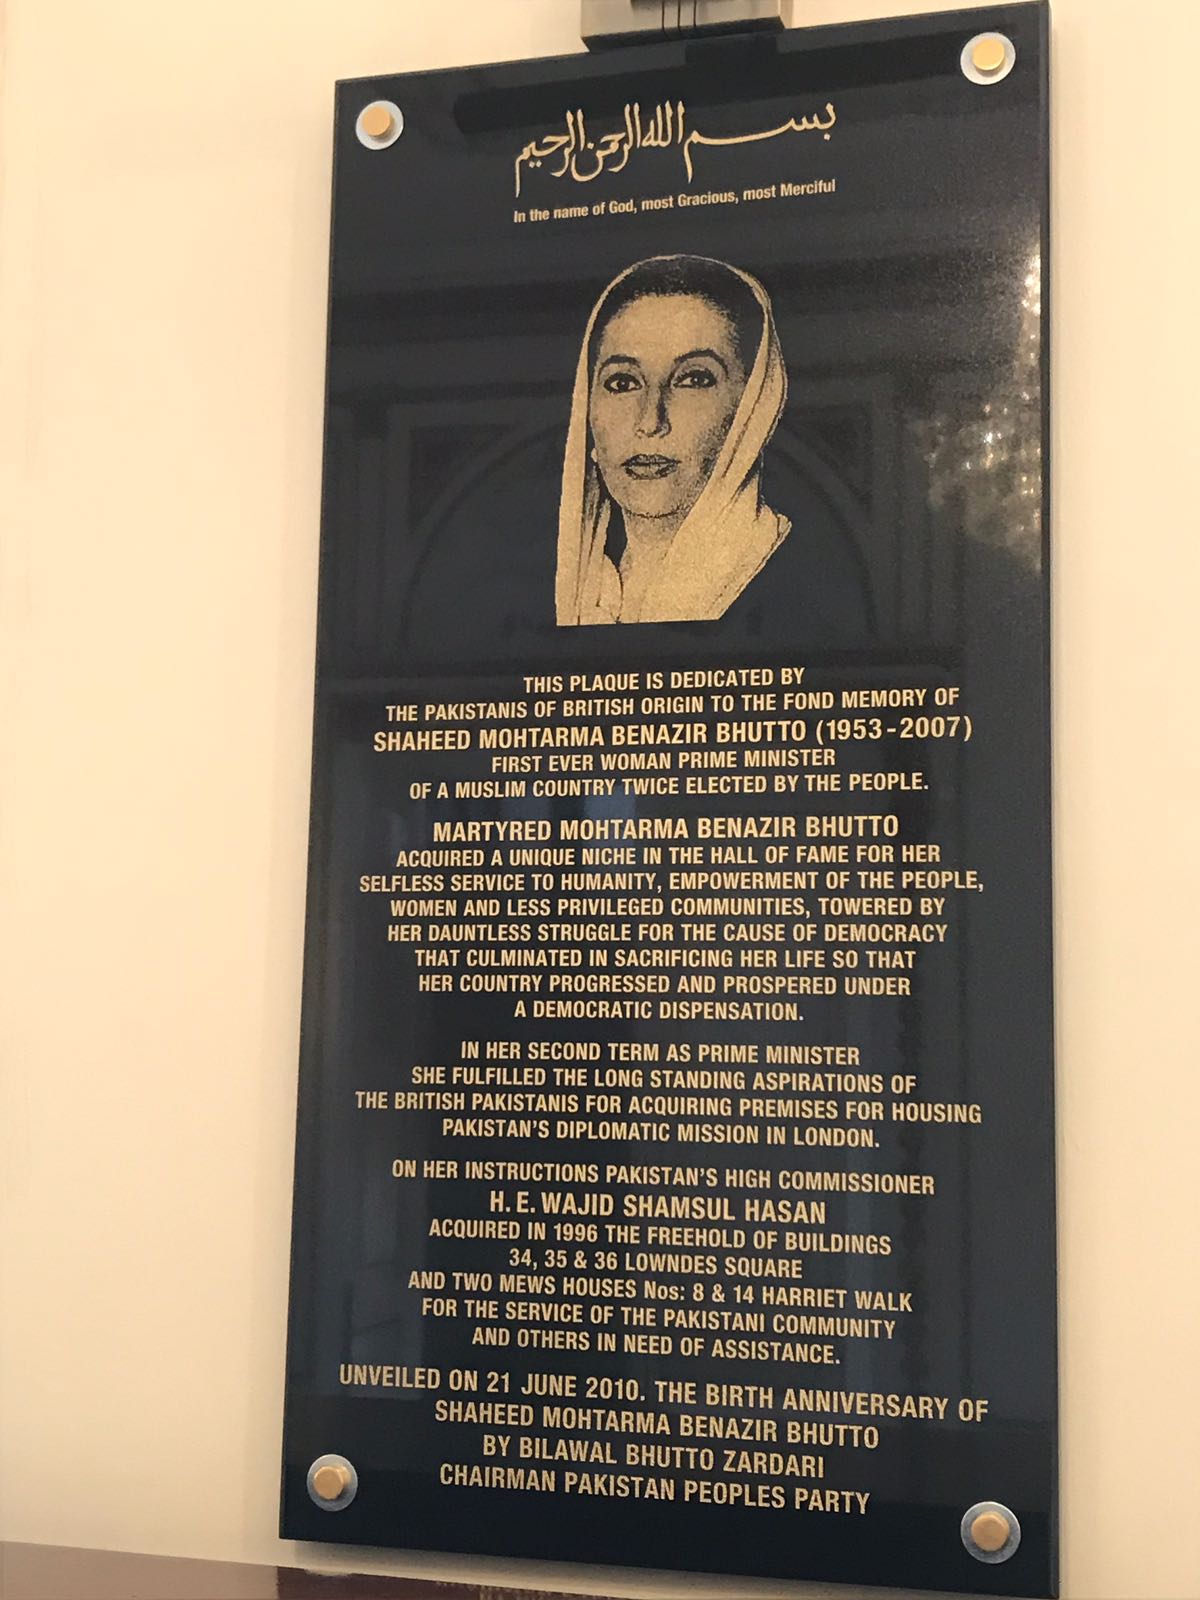 بسم الله الرحمن الرحيم
In the name of God, most Gracious, most Merciful
THIS PLAQUE IS DEDICATED BY
THE PAKISTANIS OF BRITISH ORIGIN TO THE FOND MEMORY OF
SHAHEED MOHTARMA BENAZIR BHUTTO (1953-2007)
FIRST EVER WOMAN PRIME MINISTER
OF A MUSLIM COUNTRY TWICE ELECTED BY THE PEOPLE.
MARTYRED MOHTARMA BENAZIR BHUTTO
ACQUIRED A UNIQUE NICHE IN THE HALL OF FAME FOR HER
SELFLESS SERVICE TO HUMANITY, EMPOWERMENT OF THE PEOPLE,
WOMEN AND LESS PRIVILEGED COMMUNITIES, TOWERED BY
HER DAUNTLESS STRUGGLE FOR THE CAUSE OF DEMOCRACY
THAT CULMINATED IN SACRIFICING HER LIFE SO THAT
HER COUNTRY PROGRESSED AND PROSPERED UNDER
A DEMOCRATIC DISPENSATION.
IN HER SECOND TERM AS PRIME MINISTER
SHE FULFILLED THE LONG STANDING ASPIRATIONS OF
THE BRITISH PAKISTANIS FOR ACQUIRING PREMISES FOR HOUSING
PAKISTAN'S DIPLOMATIC MISSION IN LONDON.
ON HER INSTRUCTIONS PAKISTAN'S HIGH COMMISSIONER
H.E. WAJID SHAMSUL HASAN
ACQUIRED IN 1996 THE FREEHOLD OF BUILDINGS
34, 35 & 36 LOWNDES SQUARE
AND TWO MEWS HOUSES Nos: 8 & 14 HARRIET WALK
FOR THE SERVICE OF THE PAKISTANI COMMUNITY
AND OTHERS IN NEED OF ASSISTANCE.
UNVEILED ON 21 JUNE 2010. THE BIRTH ANNIVERSARY OF
SHAHEED MOHTARMA BENAZIR BHUTTO
BY BILAWAL BHUTTO ZARDARI
CHAIRMAN PAKISTAN PEOPLES PARTY